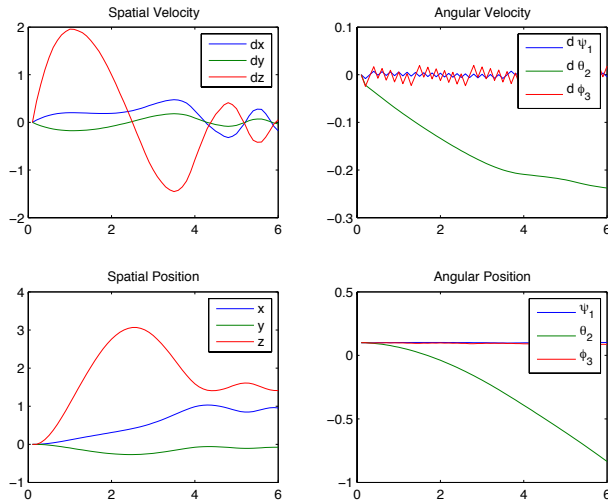 Spatial Velocity
2
1
0
−1
−2
0
2
4
6
dx
dy
dz
Angular Velocity
0.1
0
−0.1
−0.2
−0.3
0
2
4
6
d ψ1
d θ2
d ϕ3
Spatial Position
4
3
2
1
0
−1
0
2
4
6
x
y
z
Angular Position
0.5
0
−0.5
−1
0
2
4
6
ψ1
θ2
ϕ3